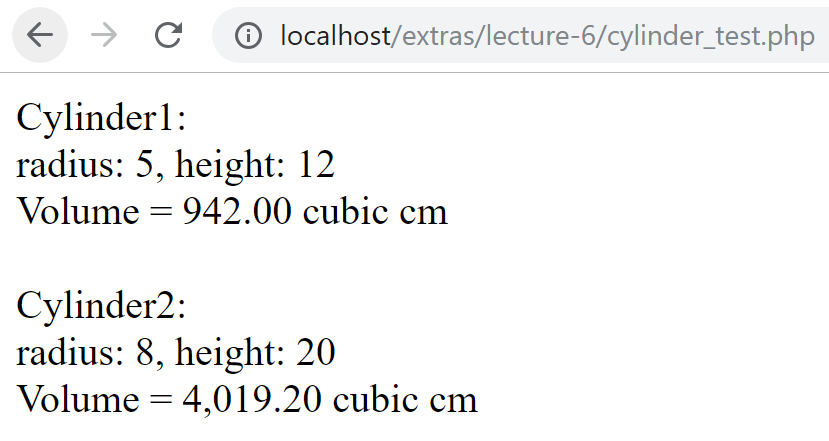 localhost/extras/lecture-6/cylinder_test.php
Cylinder1:
radius: 5, height: 12
Volume = 942.00 cubic cm
Cylinder2:
radius: 8, height: 20
Volume = 4,019.20 cubic cm